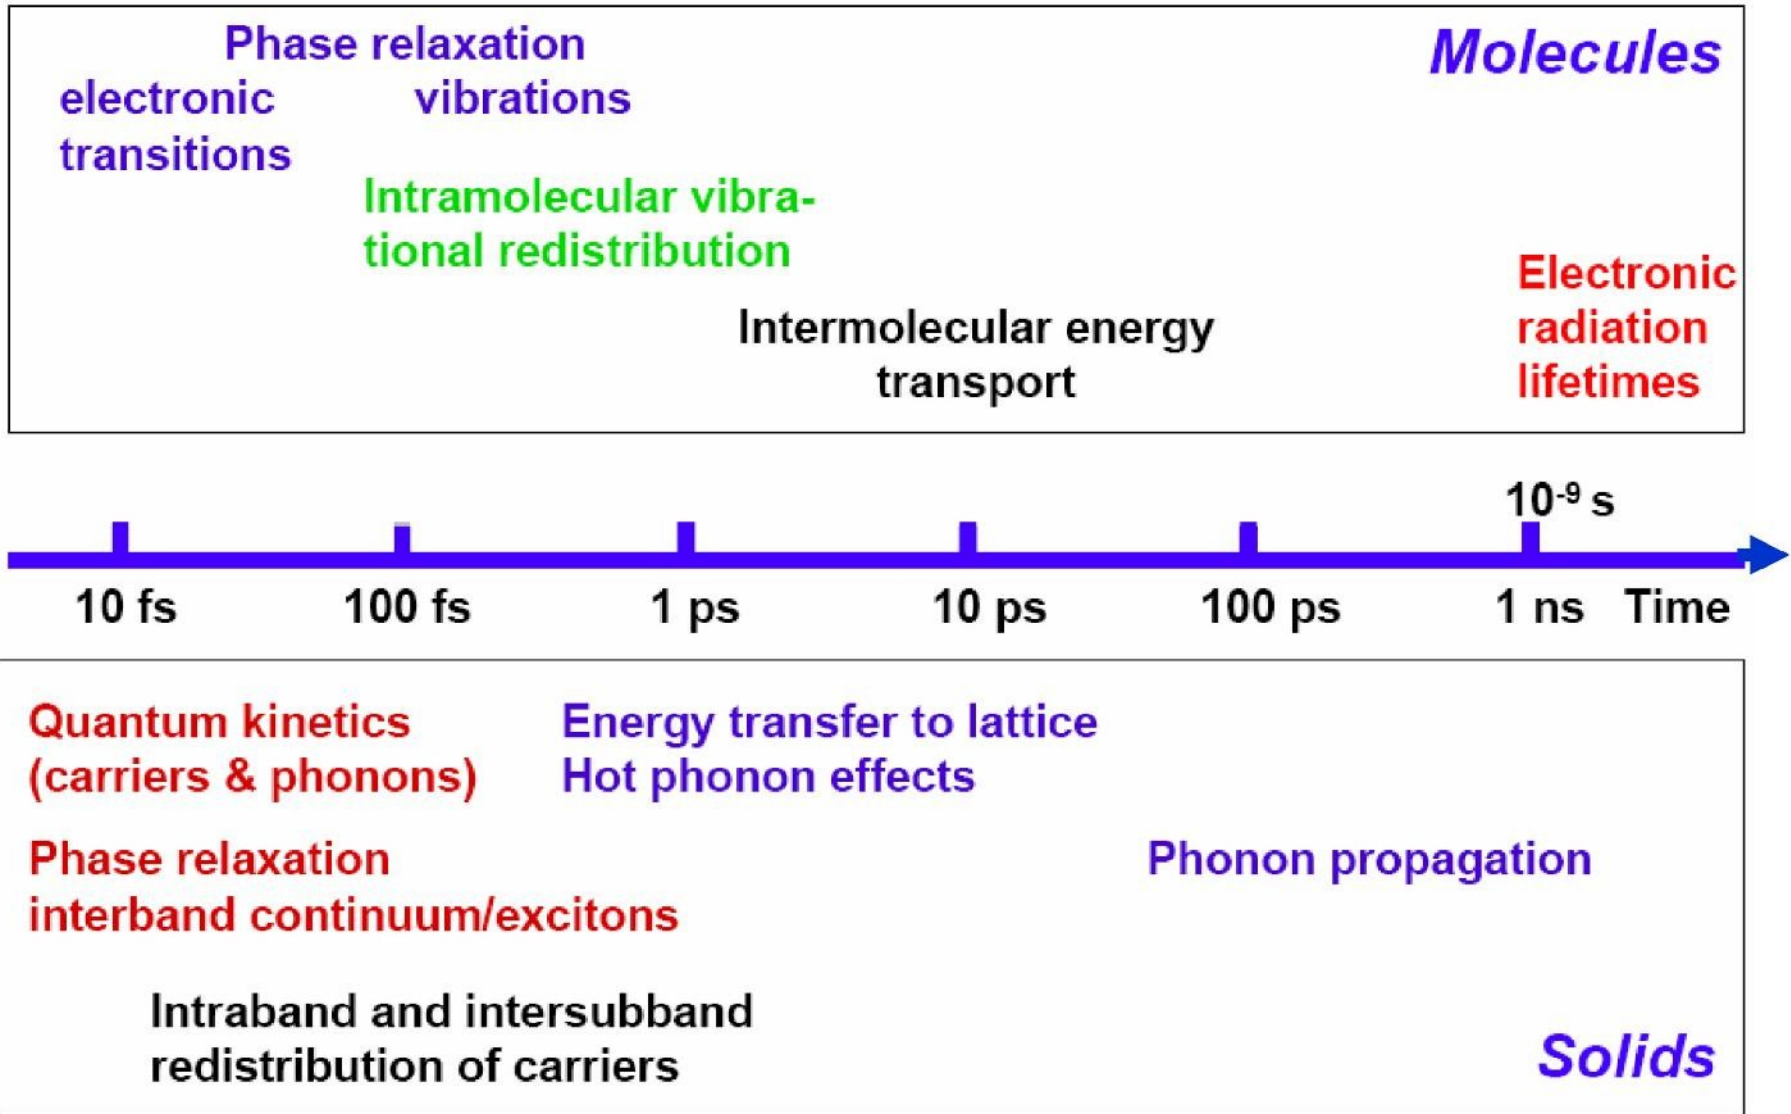 Phase relaxation
Molecules
electronic vibrations
transitions
Intramolecular vibra-
tional redistribution
Electronic
radiation
lifetimes
Intermolecular energy
transport
10⁻⁹ s
10 fs 100 fs 1 ps 10 ps 100 ps 1 ns Time
Quantum kinetics
(carriers & phonons)
Energy transfer to lattice
Hot phonon effects
Phase relaxation
interband continuum/excitons
Phonon propagation
Intraband and intersubband
redistribution of carriers
Solids